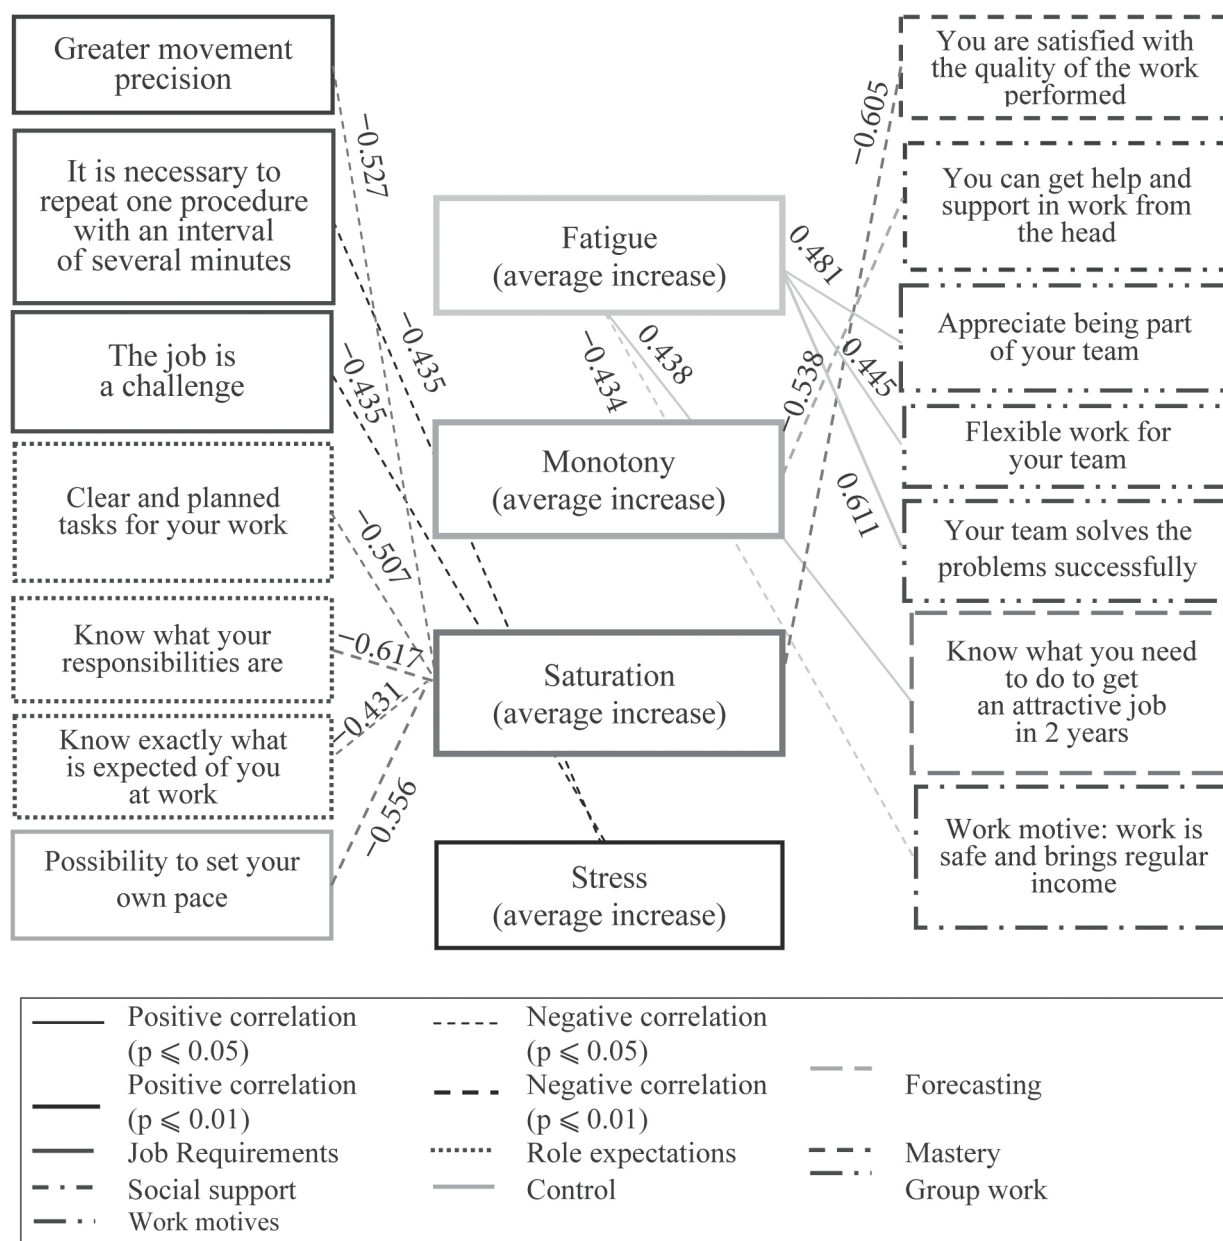 Greater movement
precision
It is necessary to
repeat one procedure
with an interval
of several minutes
The job is
a challenge
Clear and planned
tasks for your work
Know what your
responsibilities are
Know exactly what
is expected of you
at work
Possibility to set your
own pace
−0.527
−0.435
−0.435
−0.507
−0.617
−0.431
−0.556
Fatigue
(average increase)
−0.434
0.438
Monotony
(average increase)
Saturation
(average increase)
Stress
(average increase)
−0.605
0.481
−0.538
0.445
0.611
You are satisfied with
the quality of the work
performed
You can get help and
support in work from
the head
Appreciate being part
of your team
Flexible work for
your team
Your team solves the
problems successfully
Know what you need
to do to get
an attractive job
in 2 years
Work motive: work is
safe and brings regular
income
Positive correlation
(p ⩽ 0.05)
Positive correlation
(p ⩽ 0.01)
Job Requirements
Social support
Work motives
Negative correlation
(p ⩽ 0.05)
Negative correlation
(p ⩽ 0.01)
Role expectations
Control
Forecasting
Mastery
Group work